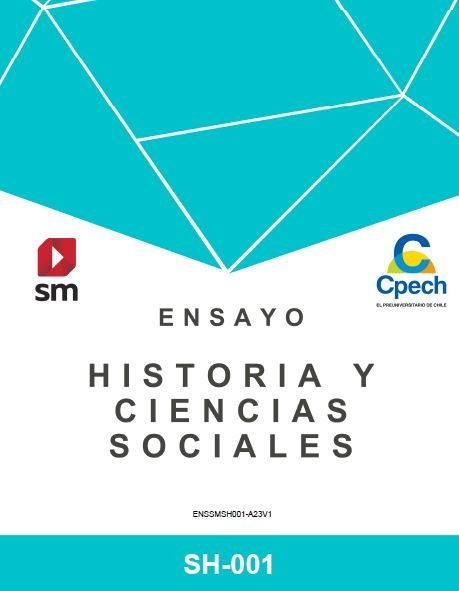 sm
Cpech
EL PREUNIVERSITARIO DE CHILE
ENSAYO
HISTORIA Y
CIENCIAS
SOCIALES
ENSSMSH001-A23V1
SH-001